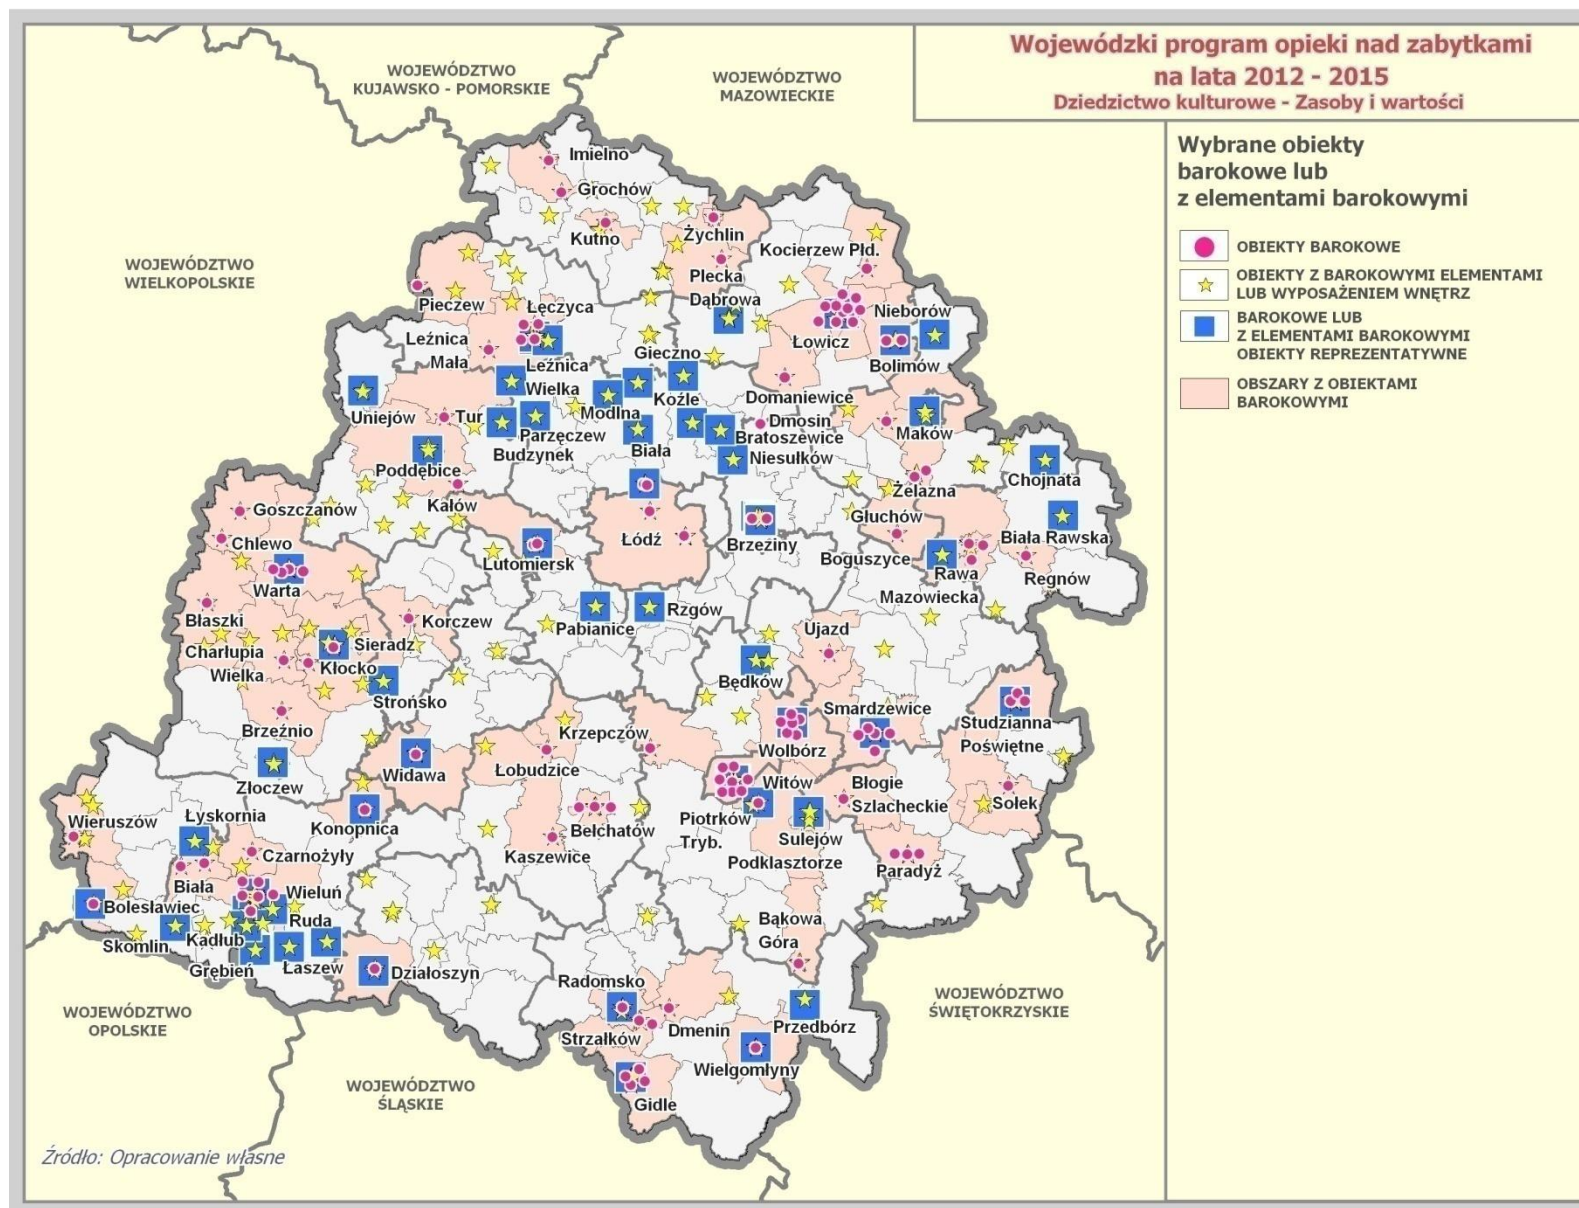 Wojewódzki program opieki nad zabytkami
na lata 2012 - 2015
Dziedzictwo kulturowe - Zasoby i wartości
Wybrane obiekty
barokowe lub
z elementami barokowymi
OBIEKTY BAROKOWE
OBIEKTY Z BAROKOWYMI ELEMENTAMI
LUB WYPOSAŻENIEM WNĘTRZ
BAROKOWE LUB
Z ELEMENTAMI BAROKOWYMI
OBIEKTY REPREZENTATYWNE
OBSZARY Z OBIEKTAMI
BAROKOWYMI
WOJEWÓDZTWO
KUJAWSKO - POMORSKIE
WOJEWÓDZTWO
MAZOWIECKIE
WOJEWÓDZTWO
WIELKOPOLSKIE
Imielno
Grochów
Kutno
Żychlin
Plecka
Dąbrowa
Kocierzew Płd.
Pieczew
Łęczyca
Leźnica
Mała
Leźnica
Wielka
Gieczno
Łowicz
Nieborów
Bolimów
Uniejów
Tur
Modlna
Koźle
Domaniewice
Dmosin
Parzęczew
Budzynek
Biała
Bratoszewice
Niesułków
Maków
Poddębice
Kałów
Żelazna
Chojnata
Goszczanów
Chlewo
Lutomiersk
Łódź
Brzeziny
Głuchów
Boguszyce
Biała Rawska
Rawa
Mazowiecka
Regnów
Warta
Błaszki
Korczew
Pabianice
Rzgów
Ujazd
Charłupia
Wielka
Sieradz
Kłocko
Strońsko
Będków
Brzeźnio
Krzepczów
Smardzewice
Studzianna
Poświętne
Wolbórz
Złoczew
Widawa
Łobudzice
Witów
Błogie
Szlacheckie
Sołek
Wieruszów
Łyskornia
Konopnica
Bełchatów
Piotrków
Tryb.
Sulejów
Podklasztorze
Czarnożyły
Kaszewice
Paradyż
Biała
Wieluń
Bolesławiec
Ruda
Skomlin
Kadłub
Grębień
Łaszew
Działoszyn
Bąkowa
Góra
Radomsko
Strzałków
Dmenin
Przedbórz
Wielgomłyny
Gidle
WOJEWÓDZTWO
OPOLSKIE
WOJEWÓDZTWO
ŚLĄSKIE
WOJEWÓDZTWO
ŚWIĘTOKRZYSKIE
Źródło: Opracowanie własne